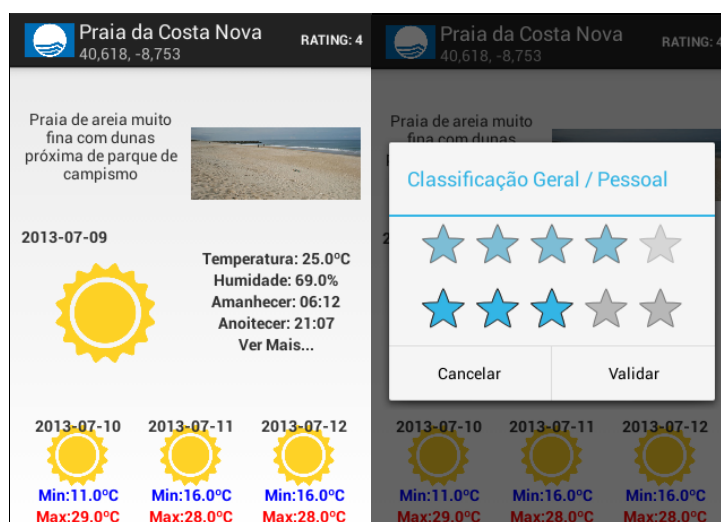 Praia da Costa Nova
40,618, -8,753
RATING: 4
Praia de areia muito
fina com dunas
próxima de parque de
campismo
2013-07-09
Temperatura: 25.0ºC
Humidade: 69.0%
Amanhecer: 06:12
Anoitecer: 21:07
Ver Mais...
2013-07-10
2013-07-11
2013-07-12
Min:11.0ºC
Min:16.0ºC
Min:16.0ºC
Max:29.0ºC
Max:28.0ºC
Max:28.0ºC
Praia da Costa Nova
40,618, -8,753
RATING: 4
Praia de areia muito
fina com dunas
Classificação Geral / Pessoal
Cancelar
Validar
2013-07-10
2013-07-11
2013-07-12
Min:11.0ºC
Min:16.0ºC
Min:16.0ºC
Max:29.0ºC
Max:28.0ºC
Max:28.0ºC